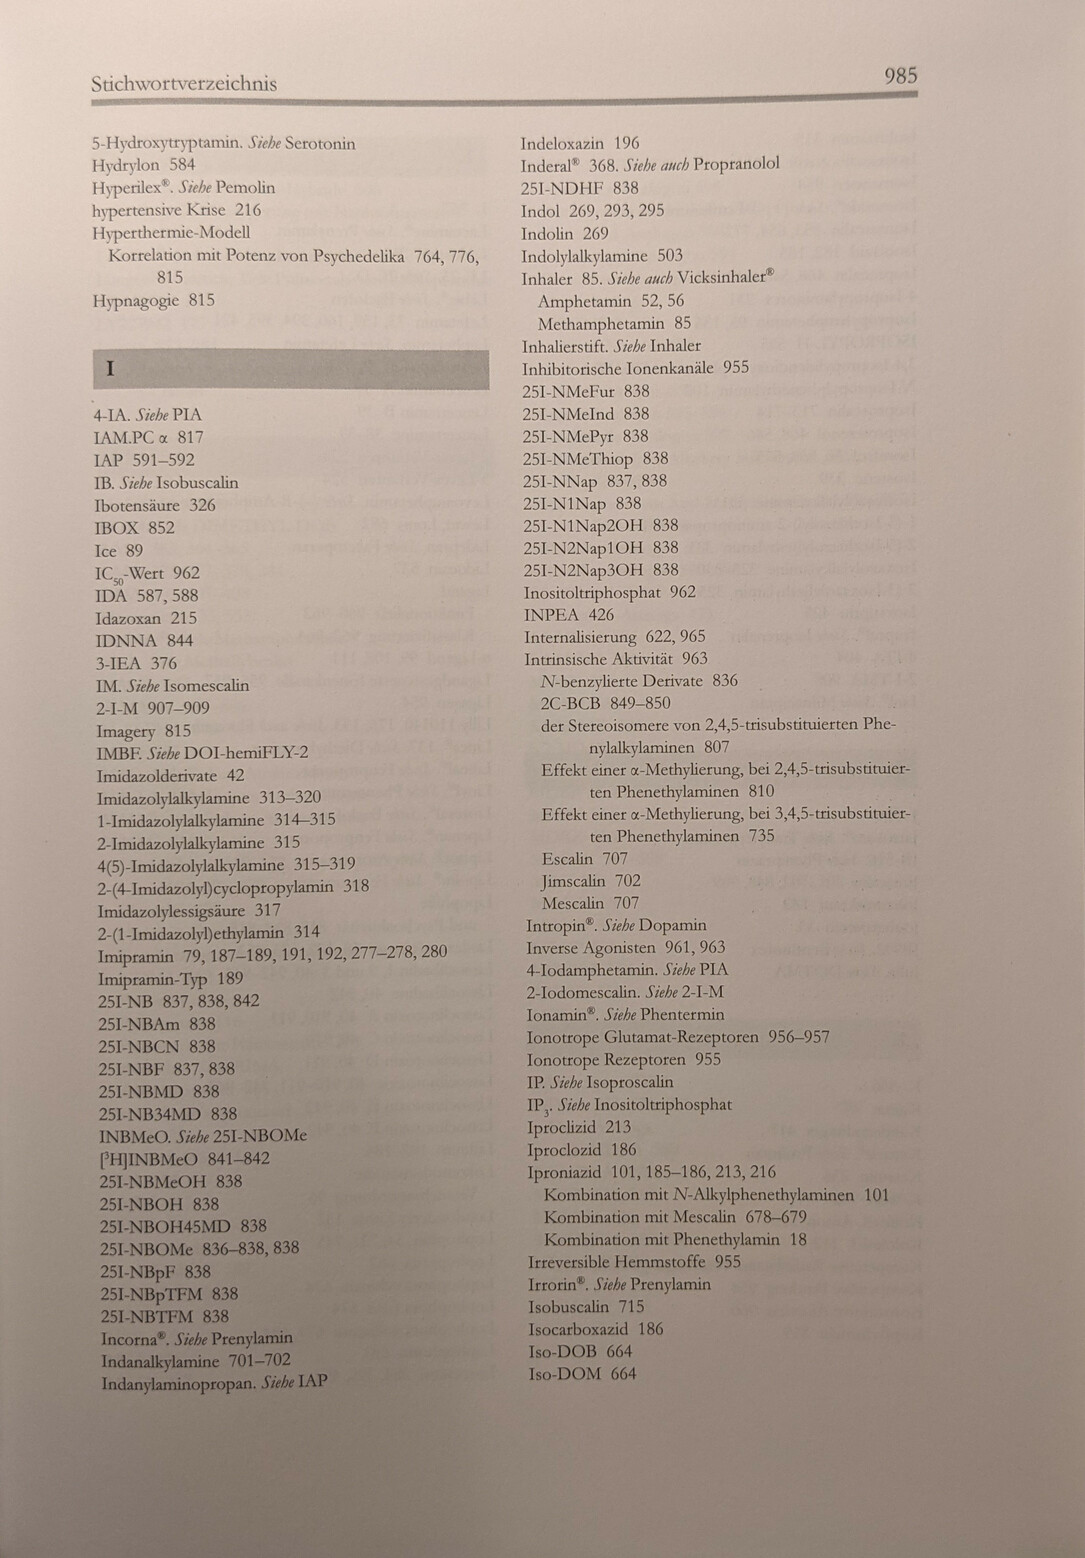 Stichwortverzeichnis
985
5-Hydroxytryptamin. Siehe Serotonin
Hydrylon 584
Hyperilex®. Siehe Pemolin
hypertensive Krise 216
Hyperthermie-Modell
Korrelation mit Potenz von Psychedelika 764, 776,
815
Hypnagogie 815
I
4-IA. Siehe PIA
IAM.PC α 817
IAP 591–592
IB. Siehe Isobuscalin
Ibotensäure 326
IBOX 852
Ice 89
IC50-Wert 962
IDA 587, 588
Idazoxan 215
IDNNA 844
3-IEA 376
IM. Siehe Isomescalin
2-I-M 907–909
Imagery 815
IMBF. Siehe DOI-hemiFLY-2
Imidazolderivate 42
Imidazolylalkylamine 313–320
1-Imidazolylalkylamine 314–315
2-Imidazolylalkylamine 315
4(5)-Imidazolylalkylamine 315–319
2-(4-Imidazolyl)cyclopropylamin 318
Imidazolylessigsäure 317
2-(1-Imidazolyl)ethylamin 314
Imipramin 79, 187–189, 191, 192, 277–278, 280
Imipramin-Typ 189
25I-NB 837, 838, 842
25I-NBAm 838
25I-NBCN 838
25I-NBF 837, 838
25I-NBMD 838
25I-NB34MD 838
INBMeO. Siehe 25I-NBOMe
[³H]INBMeO 841–842
25I-NBMeOH 838
25I-NBOH 838
25I-NBOH45MD 838
25I-NBOMe 836–838, 838
25I-NBpF 838
25I-NBpTFM 838
25I-NBTFM 838
Incorna®. Siehe Prenylamin
Indanalkylamine 701–702
Indanylaminopropan. Siehe IAP
Indeloxazin 196
Inderal® 368. Siehe auch Propranolol
25I-NDHF 838
Indol 269, 293, 295
Indolin 269
Indolylalkylamine 503
Inhaler 85. Siehe auch Vicksinhaler®
Amphetamin 52, 56
Methamphetamin 85
Inhalierstift. Siehe Inhaler
Inhibitorische Ionenkanäle 955
25I-NMeFur 838
25I-NMeInd 838
25I-NMePyr 838
25I-NMeThiop 838
25I-NNap 837, 838
25I-N1Nap 838
25I-N1Nap2OH 838
25I-N2Nap1OH 838
25I-N2Nap3OH 838
Inositoltriphosphat 962
INPEA 426
Internalisierung 622, 965
Intrinsische Aktivität 963
N-benzylierte Derivate 836
2C-BCB 849–850
der Stereoisomere von 2,4,5-trisubstituierten Phe-
nylalkylaminen 807
Effekt einer α-Methylierung, bei 2,4,5-trisubstituier-
ten Phenethylaminen 810
Effekt einer α-Methylierung, bei 3,4,5-trisubstituier-
ten Phenethylaminen 735
Escalin 707
Jimscalin 702
Mescalin 707
Intropin®. Siehe Dopamin
Inverse Agonisten 961, 963
4-Iodamphetamin. Siehe PIA
2-Iodomescalin. Siehe 2-I-M
Ionamin®. Siehe Phentermin
Ionotrope Glutamat-Rezeptoren 956–957
Ionotrope Rezeptoren 955
IP. Siehe Isoproscalin
IP3. Siehe Inositoltriphosphat
Iproclizid 213
Iproclozid 186
Iproniazid 101, 185–186, 213, 216
Kombination mit N-Alkylphenethylaminen 101
Kombination mit Mescalin 678–679
Kombination mit Phenethylamin 18
Irreversible Hemmstoffe 955
Irrorin®. Siehe Prenylamin
Isobuscalin 715
Isocarboxazid 186
Iso-DOB 664
Iso-DOM 664